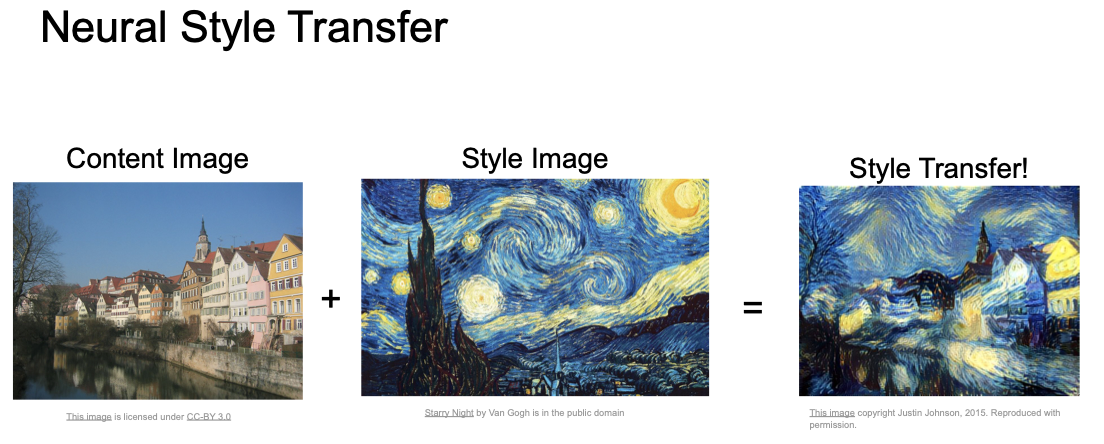 Neural Style Transfer
Content Image
Style Image
Style Transfer!
+
=
This image is licensed under CC-BY 3.0
Starry Night by Van Gogh is in the public domain
This image copyright Justin Johnson, 2015. Reproduced with
permission.